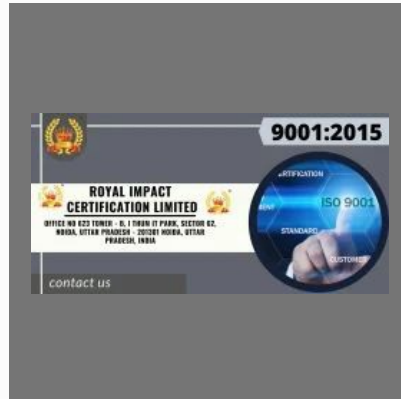 9001:2015
ROYAL IMPACT
CERTIFICATION LIMITED
OFFICE NO 623 TOWER - B, I THUM IT PARK, SECTOR 62,
NOIDA, UTTAR PRADESH - 201301 NOIDA, UTTAR
PRADESH, INDIA
ISO 9001
STANDARD
CUSTOMER
contact us